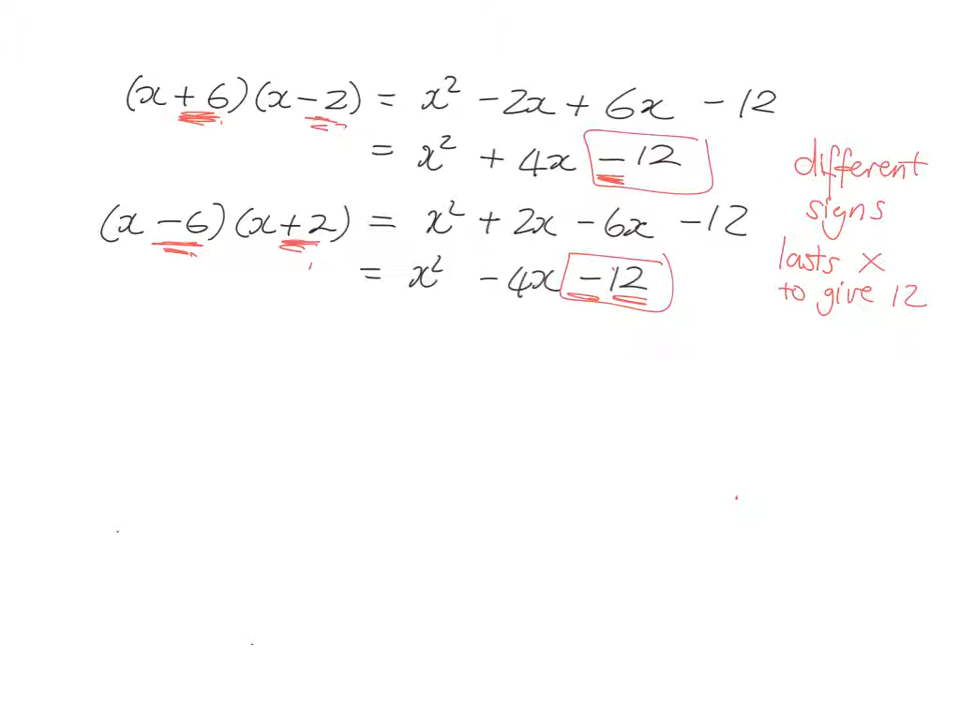 (x + 6)(x - 2) = x² - 2x + 6x - 12
= x² + 4x - 12
different
signs
(x - 6)(x + 2) = x² + 2x - 6x - 12
= x² - 4x - 12
lasts ×
to give 12